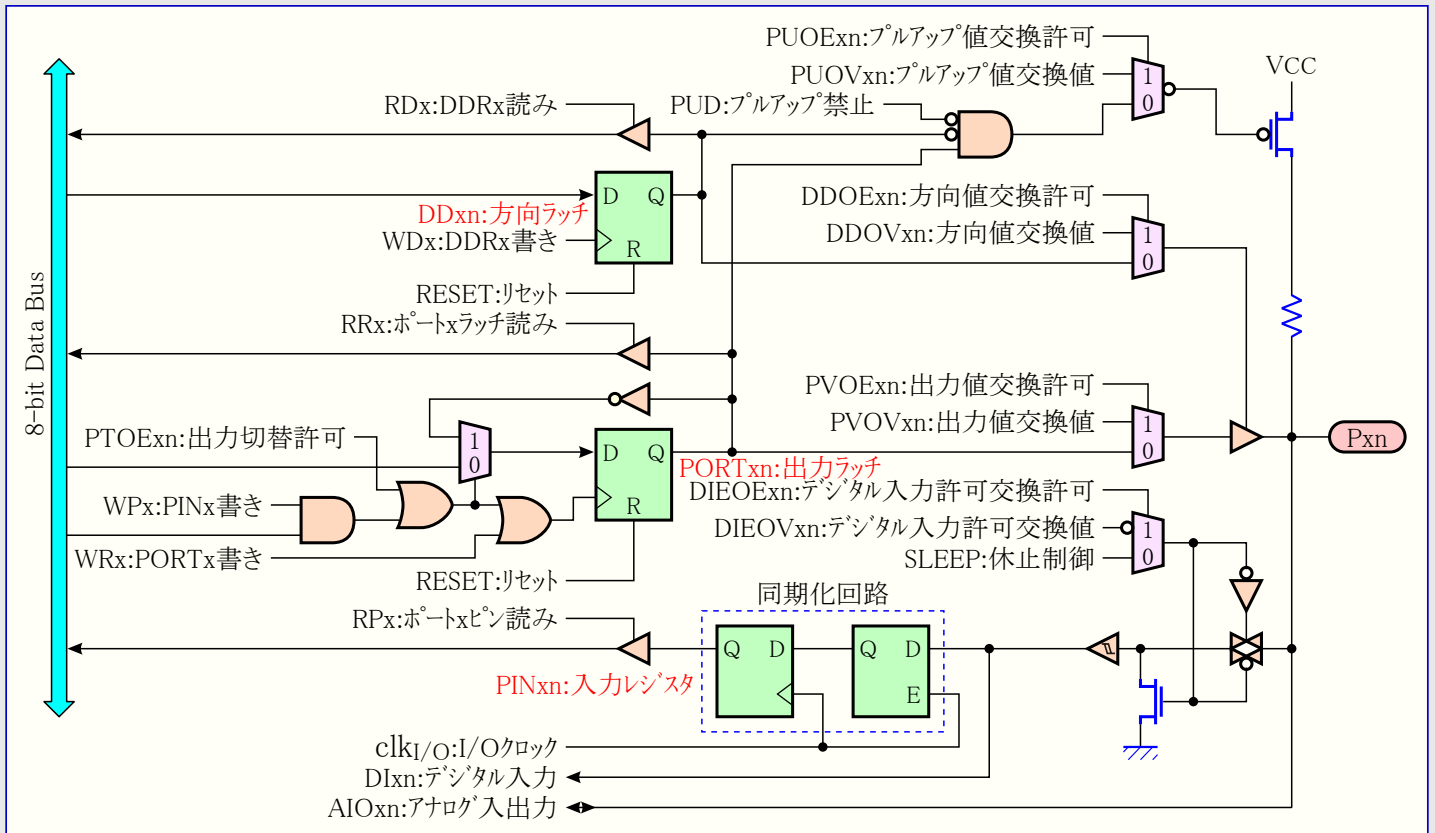 PUOExn:プルアップ値交換許可
PUOVxn:プルアップ値交換値
1
0
VCC
RDx:DDRx読み
PUD:プルアップ禁止
D Q
R
DDxn:方向ラッチ
WDx:DDRx書き
RESET:リセット
DDOExn:方向値交換許可
DDOVxn:方向値交換値
1
0
8-bit Data Bus
RRx:ポートxラッチ読み
PVOExn:出力値交換許可
PVOVxn:出力値交換値
1
0
Pxn
PTOExn:出力切替許可
1
0
D Q
R
PORTxn:出力ラッチ
WPx:PINx書き
WRx:PORTx書き
RESET:リセット
DIEOExn:デジタル入力許可交換許可
DIEOVxn:デジタル入力許可交換値
SLEEP:休止制御
1
0
同期化回路
RPx:ポートxピン読み
Q D
Q D
E
PINxn:入力レジスタ
clkI/O:I/Oクロック
DIxn:デジタル入力
AIOxn:アナログ入出力